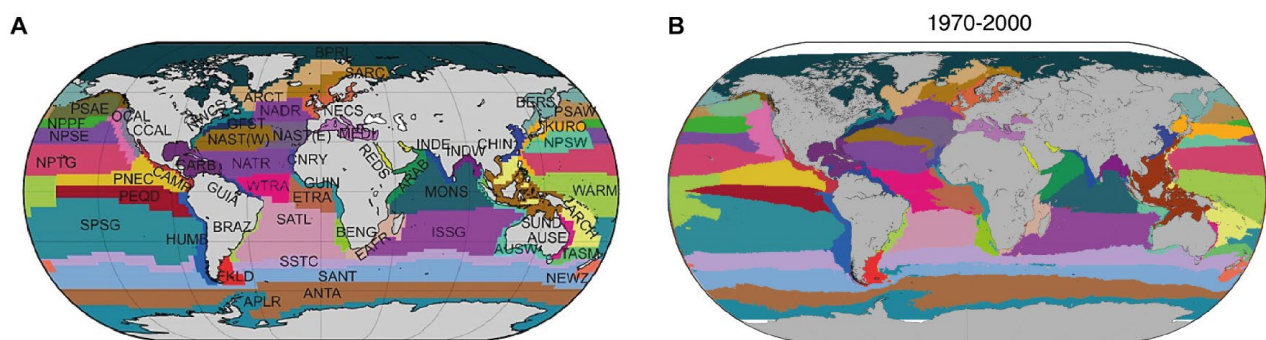 A
BPRL
SARC
PSAE
ARCT
NWCS
NADR
NECS
BERS
PSAW
NPPF
OCAL
CCAL
GFST
MEDI
KURO
NPSE
NAST(W)
NAST(E)
CHIN
NPSW
NPTG
CARB
NATR
CNRY
REDS
INDE
INDW
ARAB
PNEC
CAMR
GUIA
WTRA
GUIN
MONS
WARM
PEQD
ETRA
SPSG
BRAZ
SATL
BENG
ISSG
SUND
ARCH
HUMB
EAFR
AUSW
AUSE
TASM
SSTC
FKLD
SANT
NEWZ
APLR
ANTA
B
1970-2000